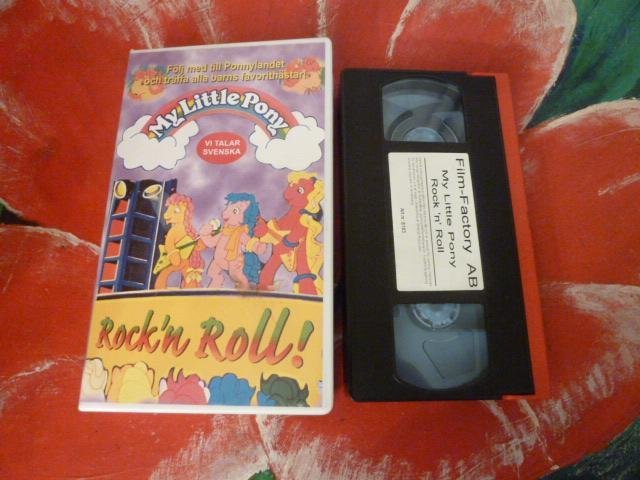 Följ med till Ponnylandet
och träffa alla barns favorithästar!
My Little Pony
VI TALAR
SVENSKA
Rock'n Roll!
Film-Factory AB
My Little Pony
Rock 'n' Roll